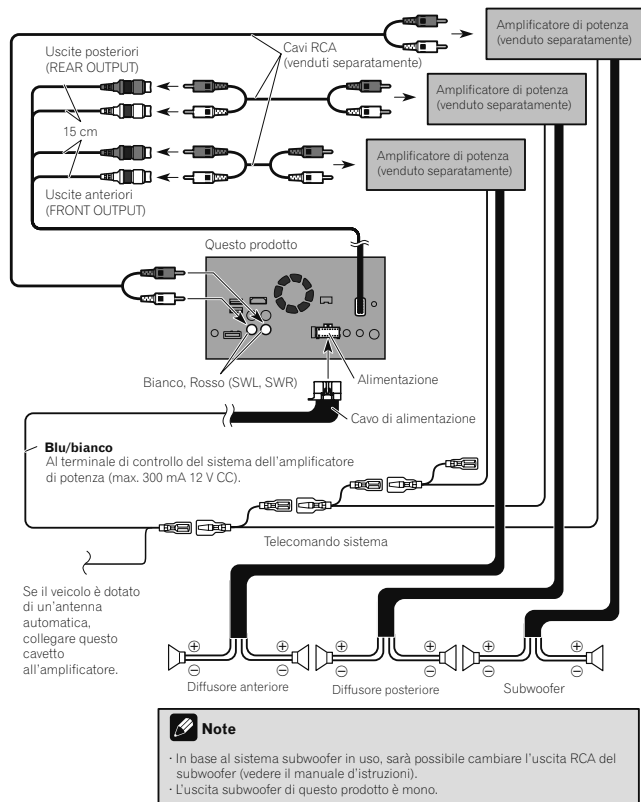 Amplificatore di potenza
(venduto separatamente)
Uscite posteriori
(REAR OUTPUT)
Cavi RCA
(venduti separatamente)
Amplificatore di potenza
(venduto separatamente)
15 cm
Amplificatore di potenza
(venduto separatamente)
Uscite anteriori
(FRONT OUTPUT)
Questo prodotto
Bianco, Rosso (SWL, SWR)
Alimentazione
Cavo di alimentazione
Blu/bianco
Al terminale di controllo del sistema dell'amplificatore
di potenza (max. 300 mA 12 V CC).
Telecomando sistema
Se il veicolo è dotato
di un'antenna
automatica,
collegare questo
cavetto
all'amplificatore.
⊕ ⊕ ⊕ ⊕ ⊕ ⊕
⊖ ⊖ ⊖ ⊖ ⊖ ⊖
Diffusore anteriore
Diffusore posteriore
Subwoofer
Note
· In base al sistema subwoofer in uso, sarà possibile cambiare l'uscita RCA del
subwoofer (vedere il manuale d'istruzioni).
· L'uscita subwoofer di questo prodotto è mono.